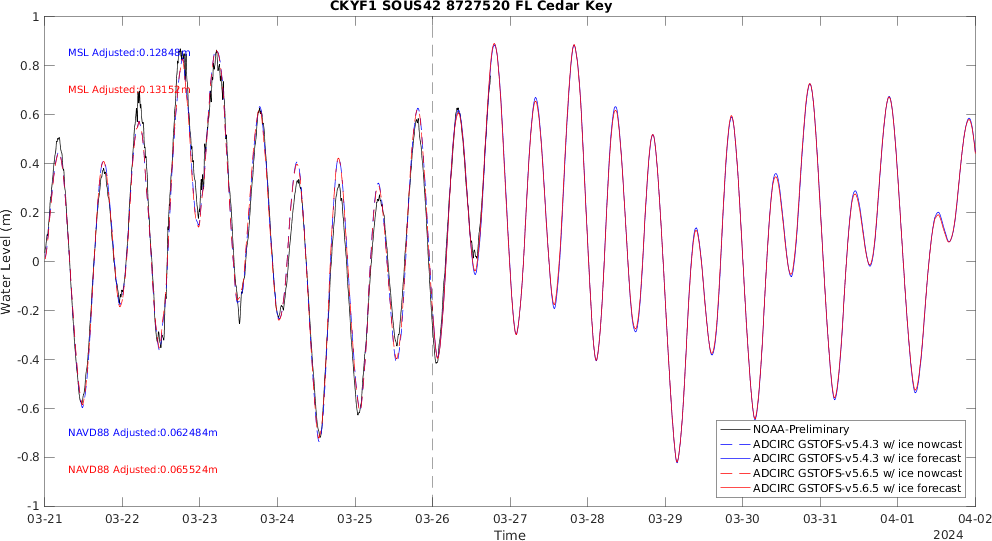 CKYF1 SOUS42 8727520 FL Cedar Key
MSL Adjusted:0.12848m
MSL Adjusted:0.13152m
NAVD88 Adjusted:0.062484m
NAVD88 Adjusted:0.065524m
Water Level (m)
1
0.8
0.6
0.4
0.2
0
-0.2
-0.4
-0.6
-0.8
-1
NOAA-Preliminary
ADCIRC GSTOFS-v5.4.3 w/ ice nowcast
ADCIRC GSTOFS-v5.4.3 w/ ice forecast
ADCIRC GSTOFS-v5.6.5 w/ ice nowcast
ADCIRC GSTOFS-v5.6.5 w/ ice forecast
03-21 03-22 03-23 03-24 03-25 03-26 03-27 03-28 03-29 03-30 03-31 04-01 04-02
Time
2024